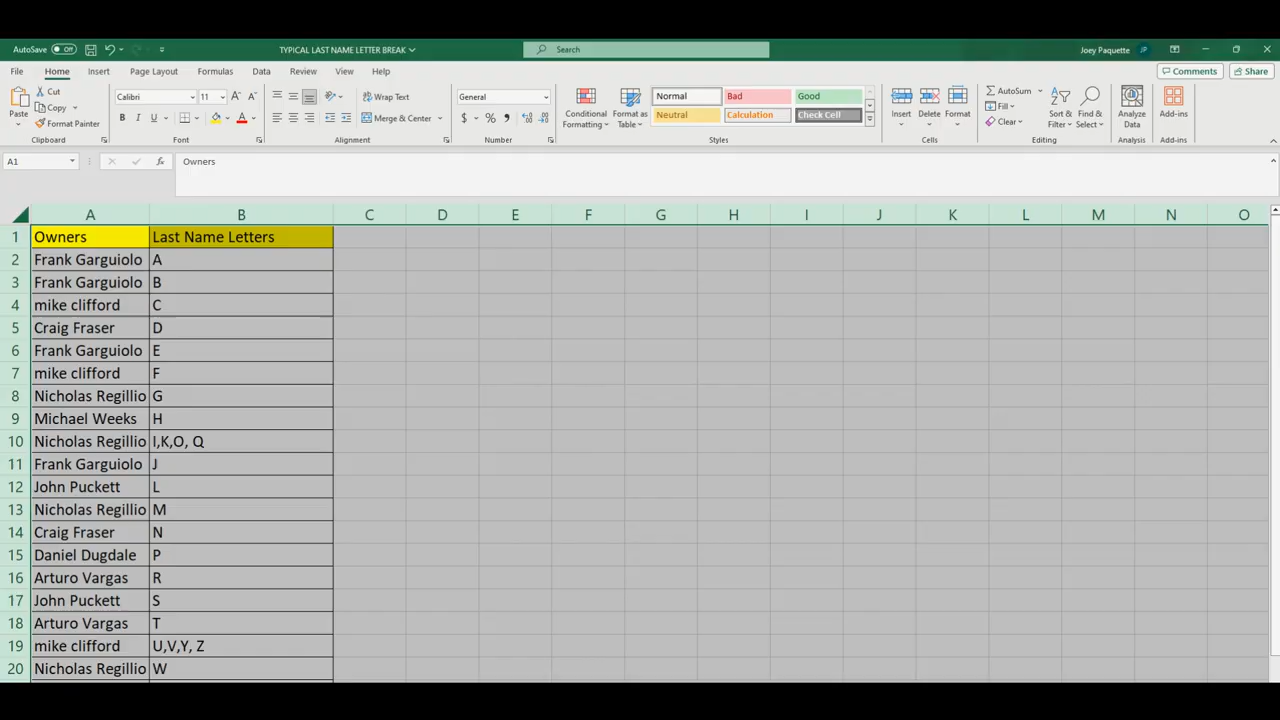 AutoSave Off TYPICAL LAST NAME LETTER BREAK Search Joey Paquette JP
File Home Insert Page Layout Formulas Data Review View Help Comments Share
Cut
Copy
Format Painter
Paste
Clipboard
Calibri 11
B I U
Font
Wrap Text
Merge & Center
Alignment
General
$ % ,
Number
Conditional Formatting
Format as Table
Normal Bad Good
Neutral Calculation Check Cell
Styles
Insert Delete Format
Cells
AutoSum
Fill
Clear
Sort & Filter
Find & Select
Editing
Analyze Data
Analysis
Add-ins
Add-ins
A1 fx Owners
A B C D E F G H I J K L M N O
1 Owners Last Name Letters
2 Frank Garguiolo A
3 Frank Garguiolo B
4 mike clifford C
5 Craig Fraser D
6 Frank Garguiolo E
7 mike clifford F
8 Nicholas Regillio G
9 Michael Weeks H
10 Nicholas Regillio I,K,O, Q
11 Frank Garguiolo J
12 John Puckett L
13 Nicholas Regillio M
14 Craig Fraser N
15 Daniel Dugdale P
16 Arturo Vargas R
17 John Puckett S
18 Arturo Vargas T
19 mike clifford U,V,Y, Z
20 Nicholas Regillio W